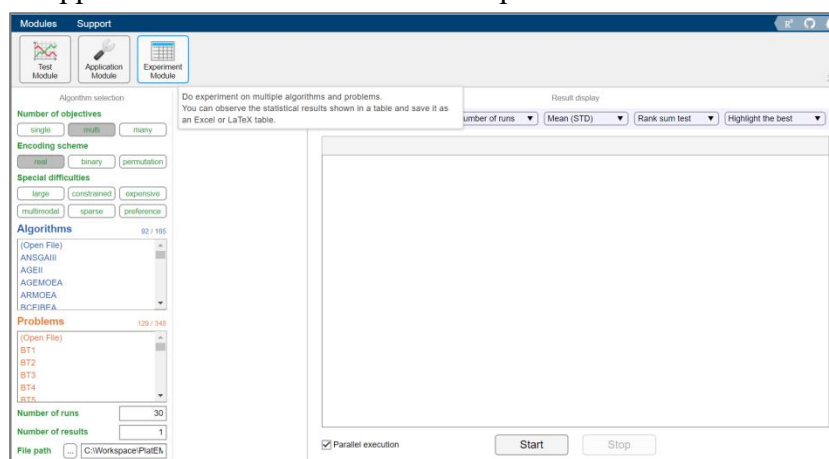 Modules Support
Test Module
Application Module
Experiment Module
Do experiment on multiple algorithms and problems.
You can observe the statistical results shown in a table and save it as
an Excel or LaTeX table.
Algorithm selection
Result display
Number of objectives
single multi many
Encoding scheme
real binary permutation
Special difficulties
large constrained expensive
multimodal sparse preference
Algorithms 92 / 165
(Open File)
ANSGAIII
AGEII
AGEMOEA
ARMOEA
BCEIBEA
Problems
(Open File)
BT1
BT2
BT3
BT4
BT5
Number of runs 30
Number of results 1
File path ... C:\Workspace\PlatEM
of runs Mean (STD) Rank sum test Highlight the best
Parallel execution Start Stop